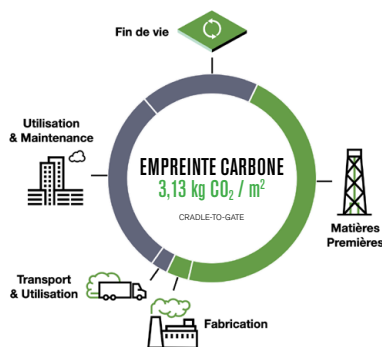 Fin de vie
Utilisation
& Maintenance
EMPREINTE CARBONE
3,13 kg CO₂ / m²
CRADLE-TO-GATE
Matières
Premières
Transport
& Utilisation
Fabrication